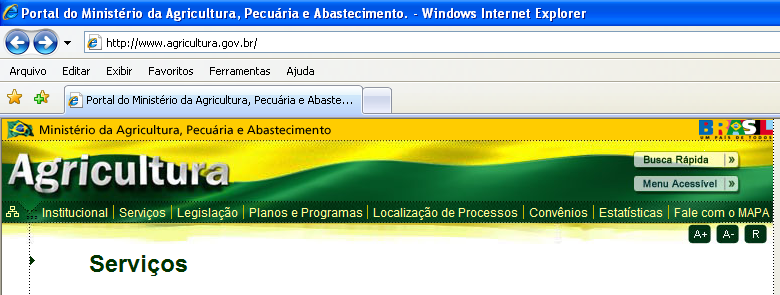 Portal do Ministério da Agricultura, Pecuária e Abastecimento. - Windows Internet Explorer
http://www.agricultura.gov.br/
Arquivo Editar Exibir Favoritos Ferramentas Ajuda
Portal do Ministério da Agricultura, Pecuária e Abaste...
Ministério da Agricultura, Pecuária e Abastecimento
BRASIL
UM PAÍS DE TODOS
Agricultura
Busca Rápida »
Menu Acessível »
Institucional | Serviços | Legislação | Planos e Programas | Localização de Processos | Convênios | Estatísticas | Fale com o MAPA
A+ A- R
Serviços